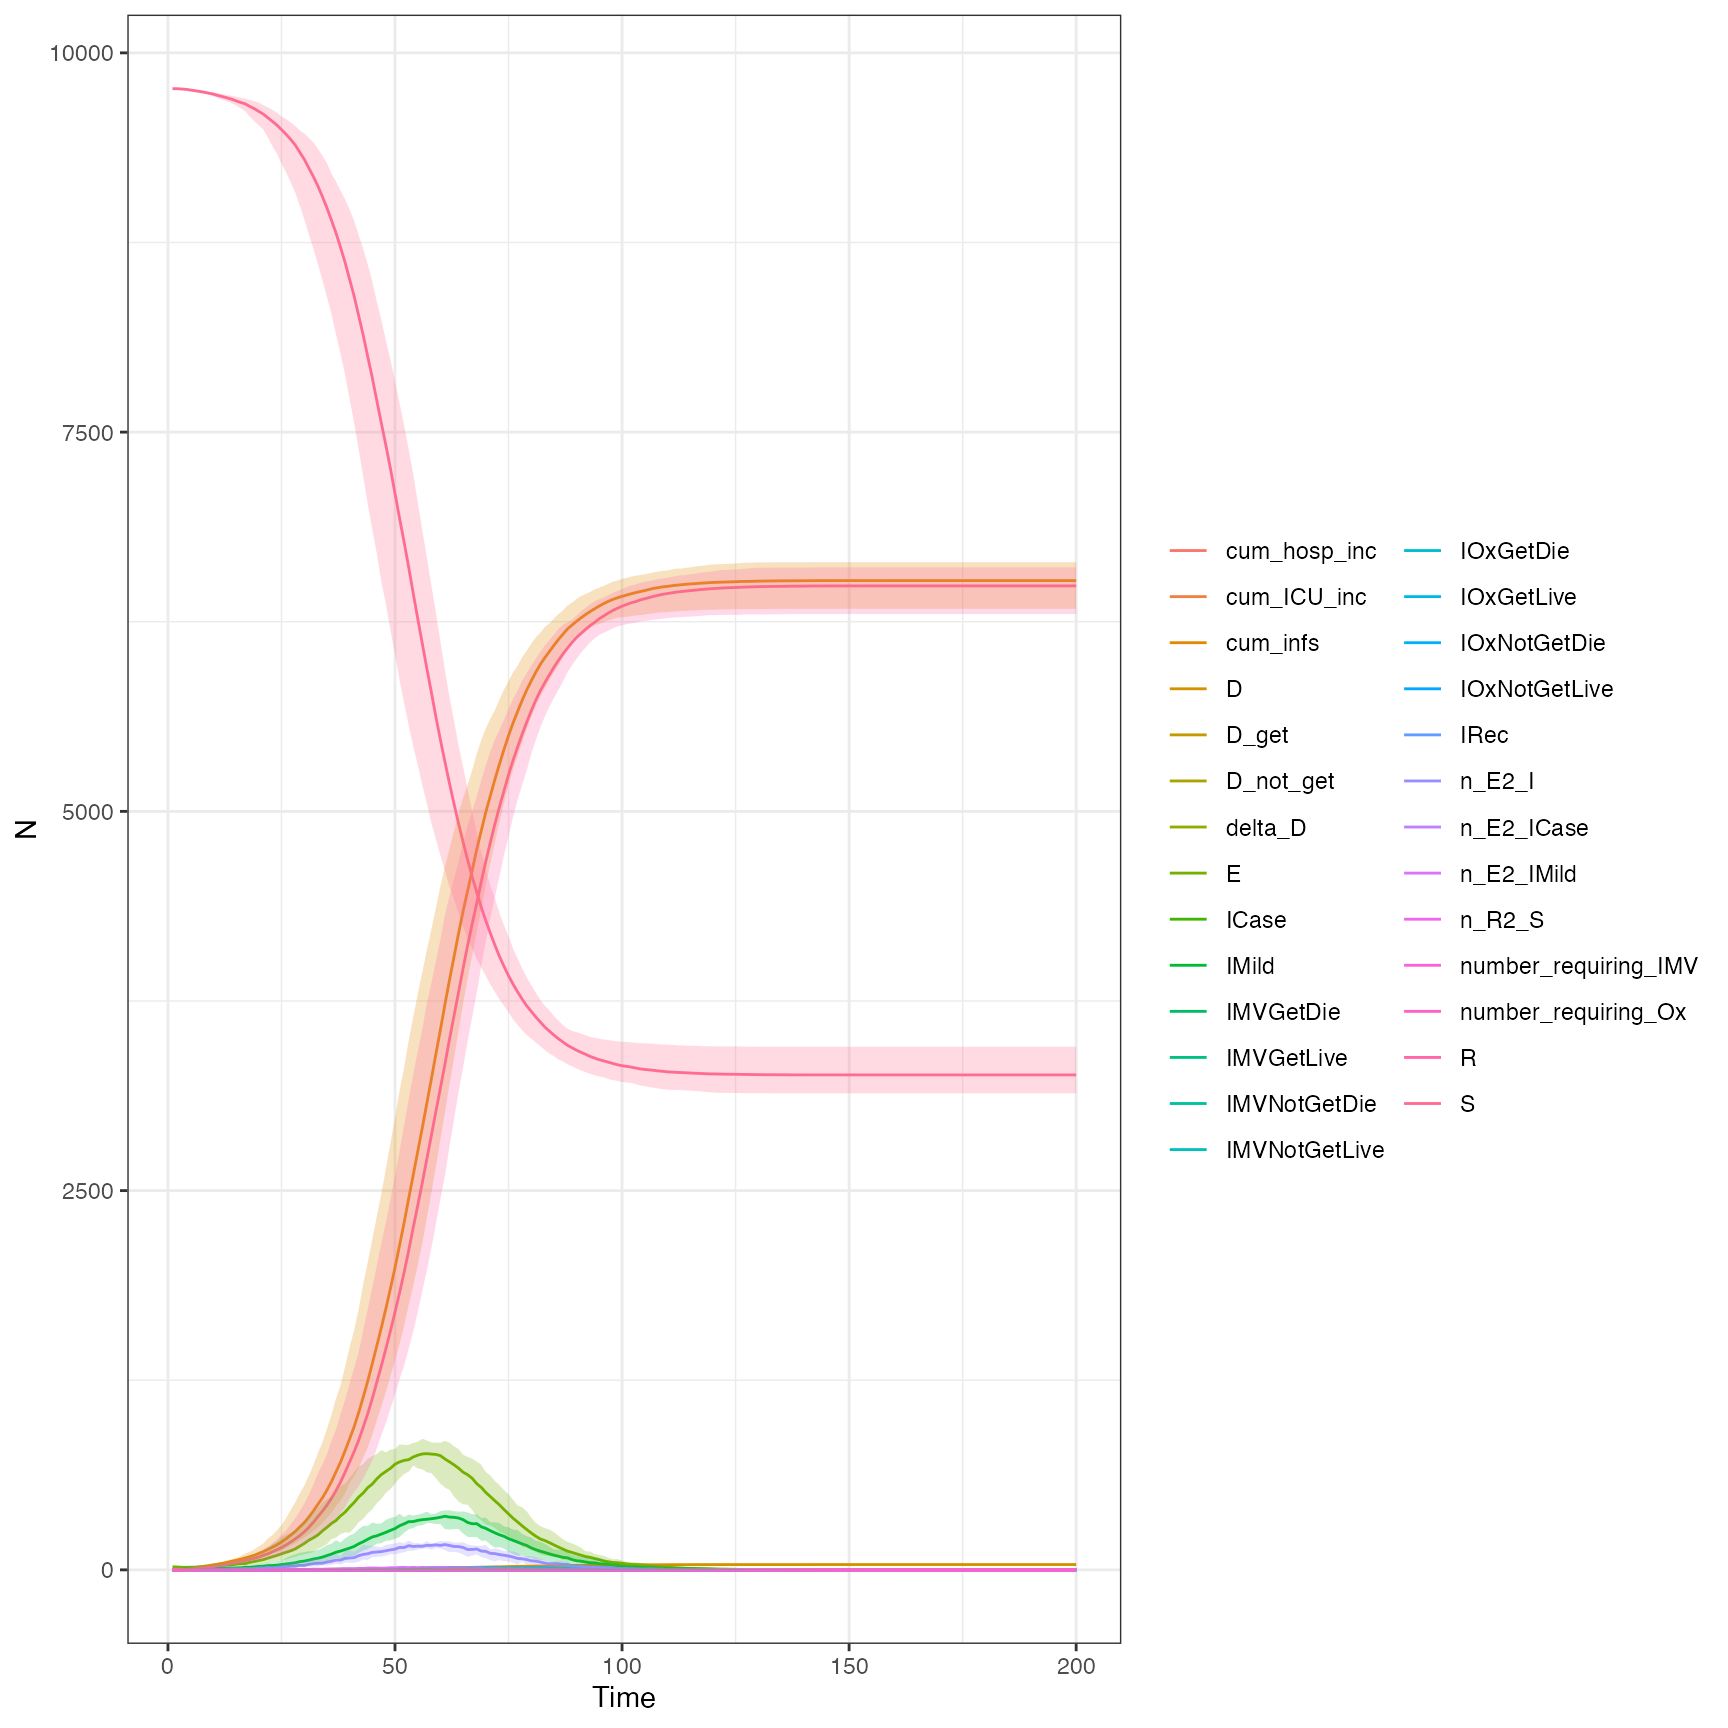 10000
7500
5000
2500
0
N
0 50 100 150 200
Time
cum_hosp_inc
cum_ICU_inc
cum_infs
D
D_get
D_not_get
delta_D
E
ICase
IMild
IMVGetDie
IMVGetLive
IMVNotGetDie
IMVNotGetLive
IOxGetDie
IOxGetLive
IOxNotGetDie
IOxNotGetLive
IRec
n_E2_I
n_E2_ICase
n_E2_IMild
n_R2_S
number_requiring_IMV
number_requiring_Ox
R
S